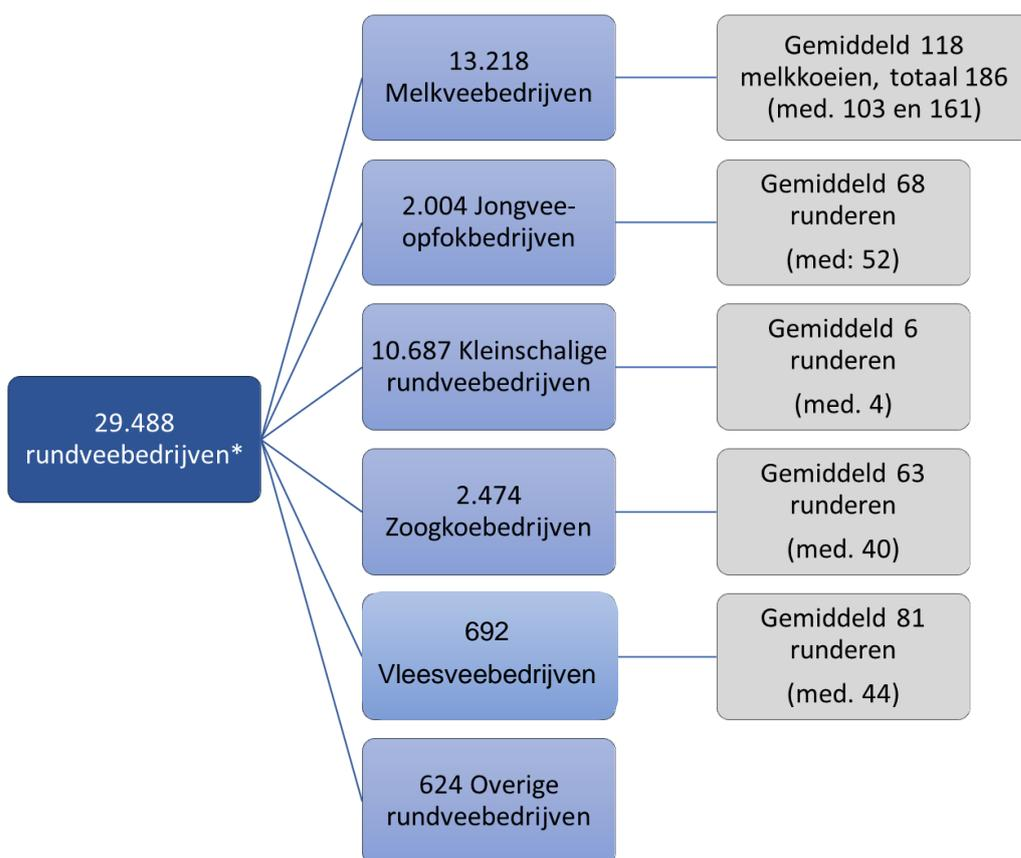 29.488
rundveebedrijven*
13.218
Melkveebedrijven
Gemiddeld 118
melkkoeien, totaal 186
(med. 103 en 161)
2.004 Jongvee-
opfokbedrijven
Gemiddeld 68
runderen
(med: 52)
10.687 Kleinschalige
rundveebedrijven
Gemiddeld 6
runderen
(med. 4)
2.474
Zoogkoebedrijven
Gemiddeld 63
runderen
(med. 40)
692
Vleesveebedrijven
Gemiddeld 81
runderen
(med. 44)
624 Overige
rundveebedrijven